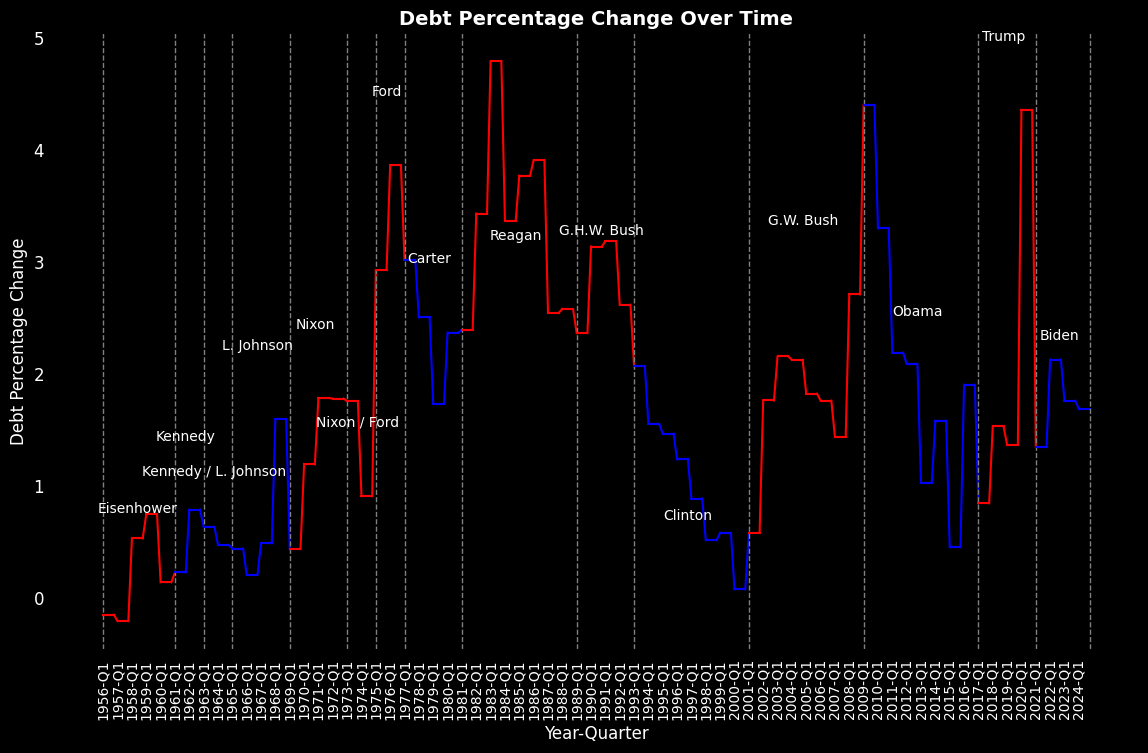 Debt Percentage Change Over Time
Debt Percentage Change
5
4
3
2
1
0
Trump
Ford
G.W. Bush
G.H.W. Bush
Reagan
Carter
Obama
Nixon
Biden
L. Johnson
Nixon / Ford
Kennedy
Kennedy / L. Johnson
Eisenhower
Clinton
1956-Q1
1957-Q1
1958-Q1
1959-Q1
1960-Q1
1961-Q1
1962-Q1
1963-Q1
1964-Q1
1965-Q1
1966-Q1
1967-Q1
1968-Q1
1969-Q1
1970-Q1
1971-Q1
1972-Q1
1973-Q1
1974-Q1
1975-Q1
1976-Q1
1977-Q1
1978-Q1
1979-Q1
1980-Q1
1981-Q1
1982-Q1
1983-Q1
1984-Q1
1985-Q1
1986-Q1
1987-Q1
1988-Q1
1989-Q1
1990-Q1
1991-Q1
1992-Q1
1993-Q1
1994-Q1
1995-Q1
1996-Q1
1997-Q1
1998-Q1
1999-Q1
2000-Q1
2001-Q1
2002-Q1
2003-Q1
2004-Q1
2005-Q1
2006-Q1
2007-Q1
2008-Q1
2009-Q1
2010-Q1
2011-Q1
2012-Q1
2013-Q1
2014-Q1
2015-Q1
2016-Q1
2017-Q1
2018-Q1
2019-Q1
2020-Q1
2021-Q1
2022-Q1
2023-Q1
2024-Q1
Year-Quarter